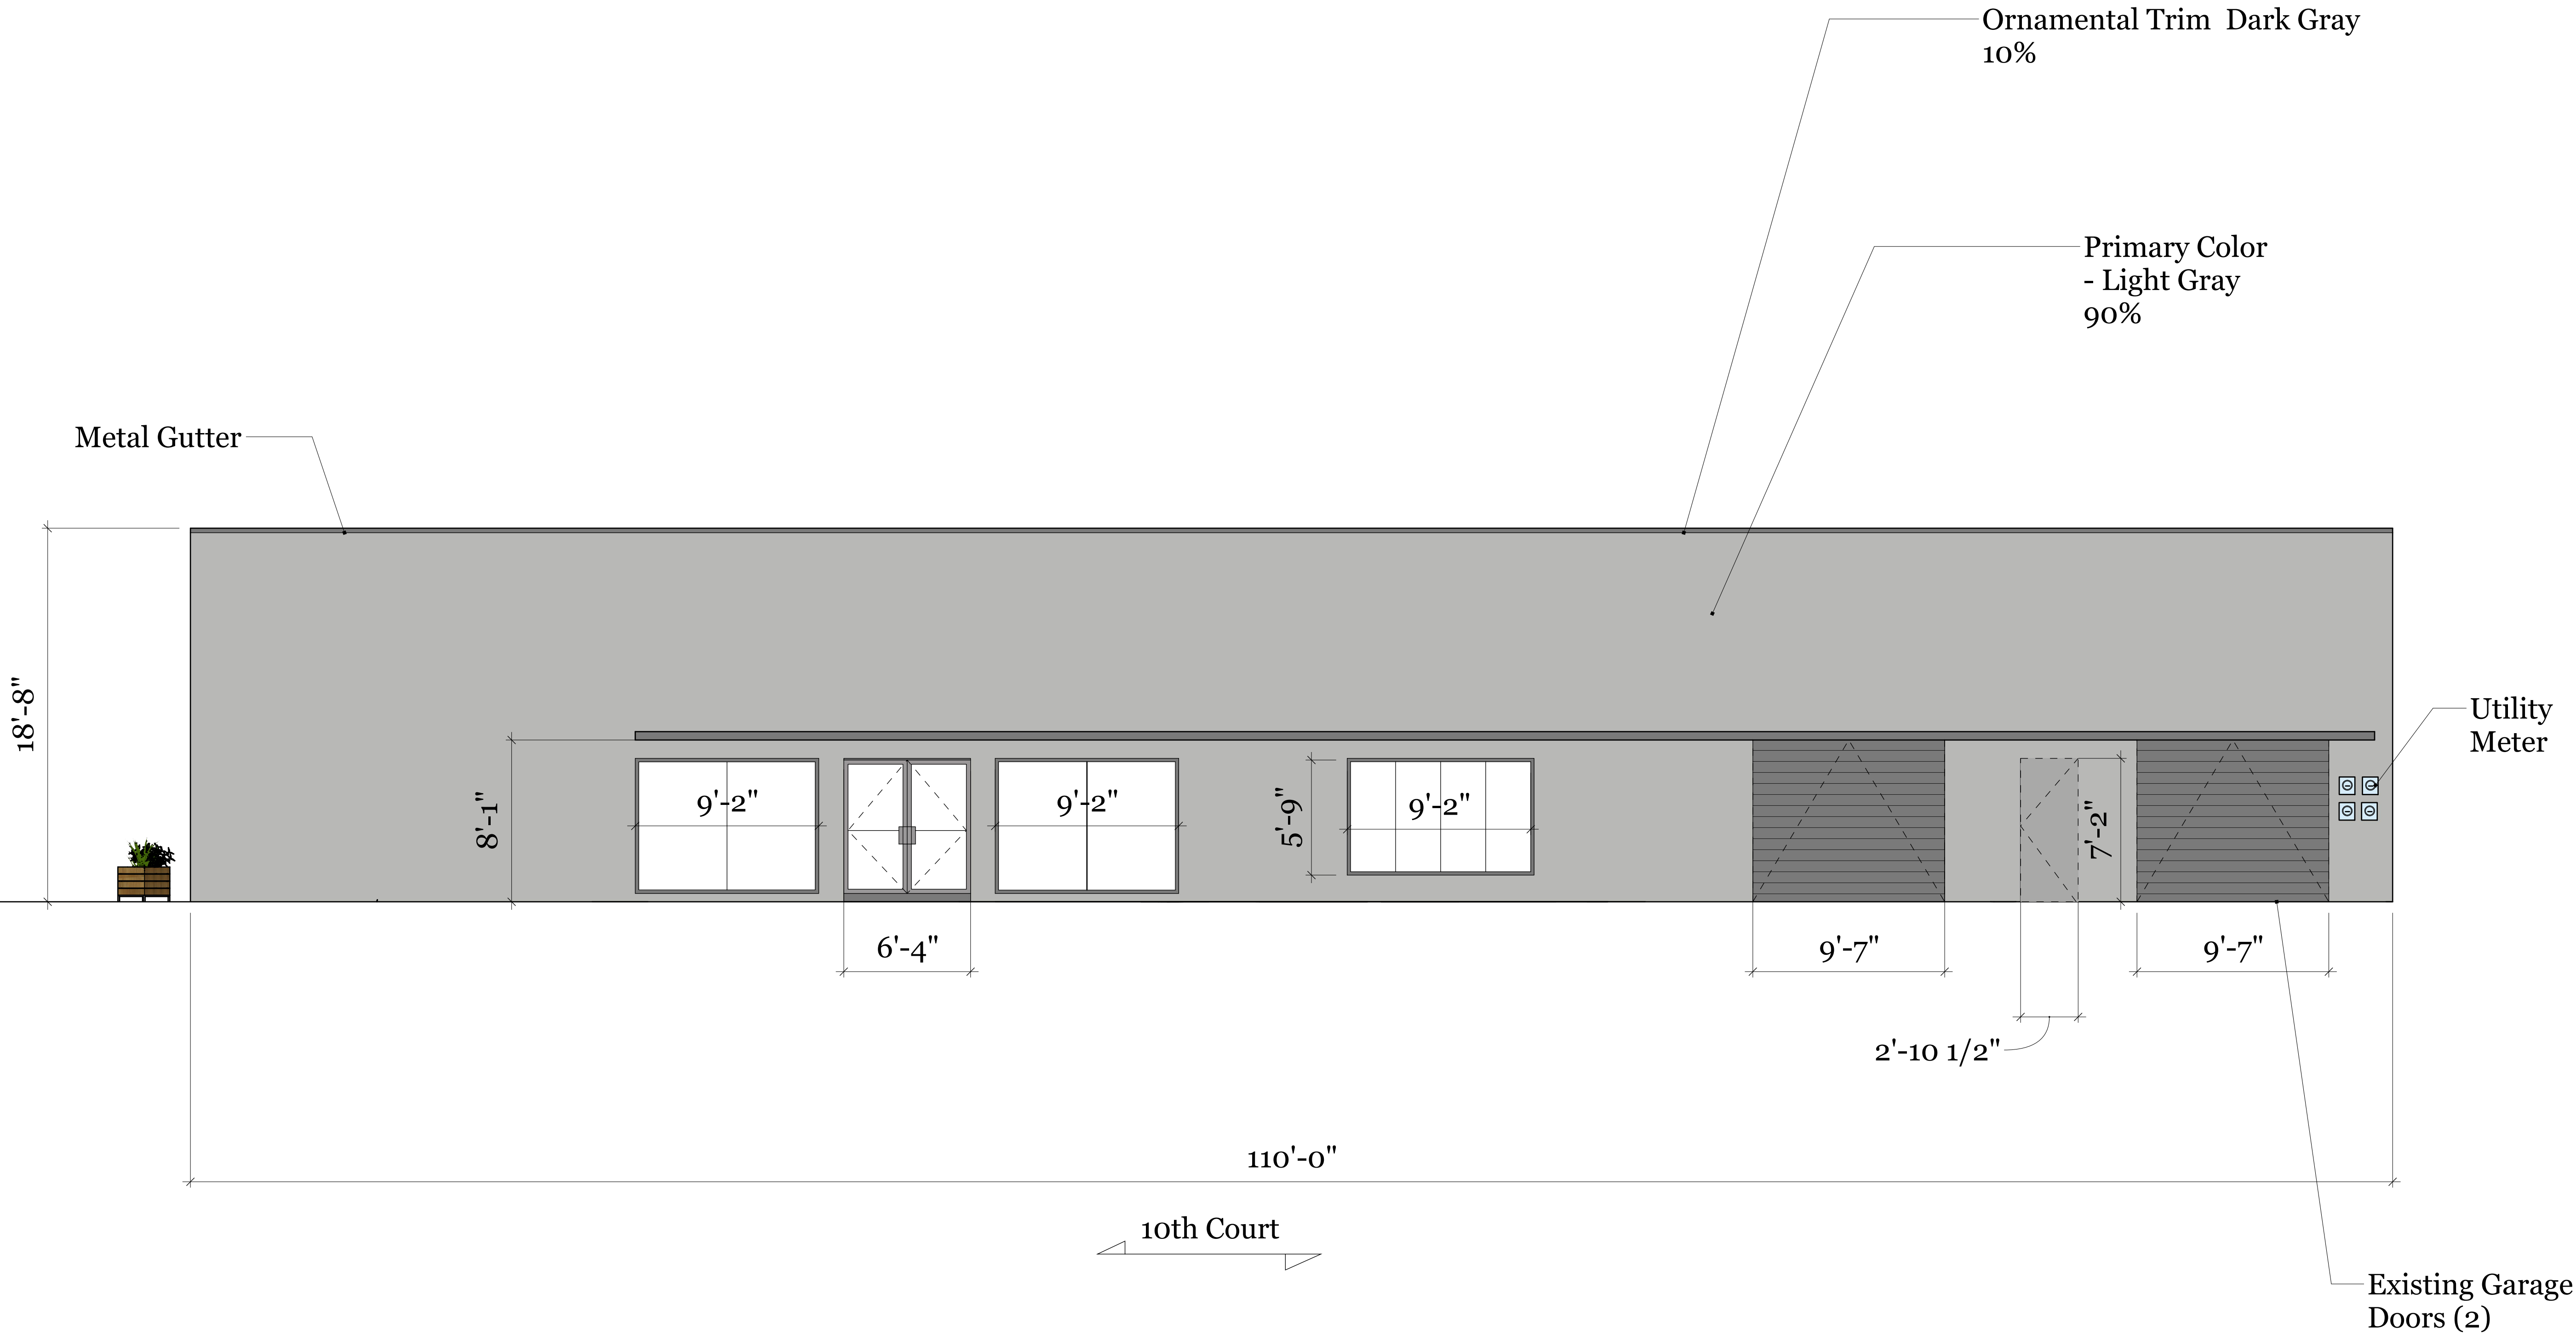 Ornamental Trim  Dark Gray
10%
Primary Color
- Light Gray
90%
Metal Gutter
18'-8"
Utility
Meter
8'-1"
9'-2"
9'-2"
5'-9"
9'-2"
7'-2"
6'-4"
9'-7"
9'-7"
2'-10 1/2"
110'-0"
10th Court
Existing Garage
Doors (2)